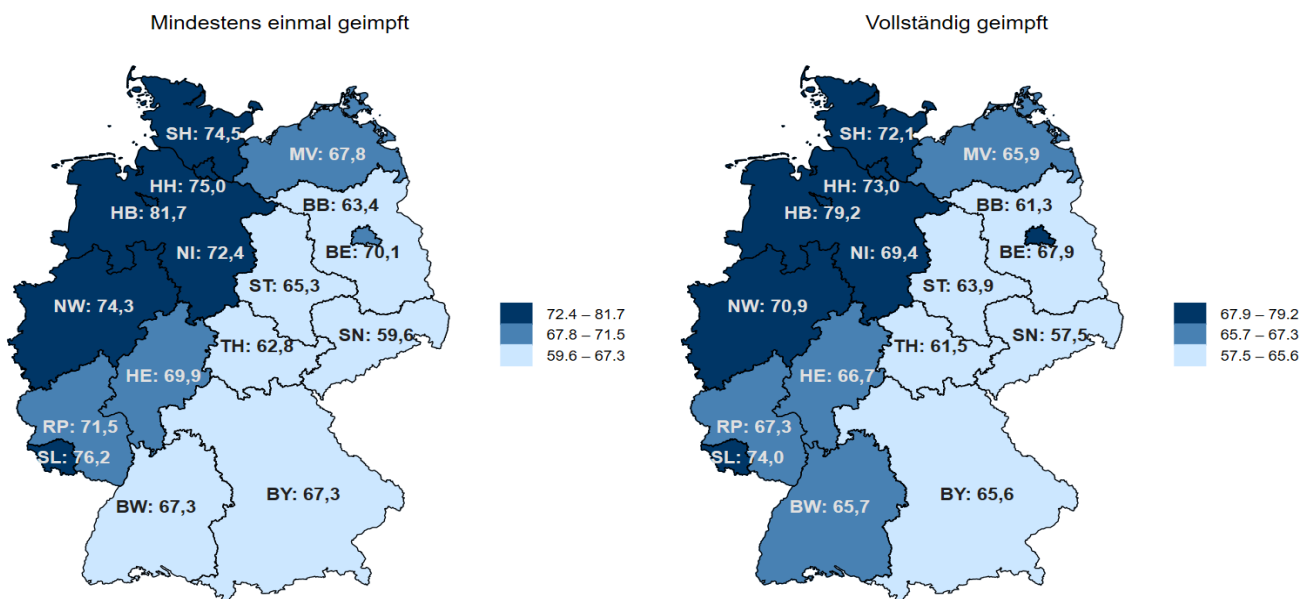 Mindestens einmal geimpft
SH: 74,5
MV: 67,8
HH: 75,0
BB: 63,4
HB: 81,7
NI: 72,4
BE: 70,1
ST: 65,3
NW: 74,3
SN: 59,6
TH: 62,8
HE: 69,9
RP: 71,5
SL: 76,2
BY: 67,3
BW: 67,3
72.4 – 81.7
67.8 – 71.5
59.6 – 67.3
Vollständig geimpft
SH: 72,1
MV: 65,9
HH: 73,0
BB: 61,3
HB: 79,2
NI: 69,4
BE: 67,9
ST: 63,9
NW: 70,9
SN: 57,5
TH: 61,5
HE: 66,7
RP: 67,3
SL: 74,0
BY: 65,6
BW: 65,7
67.9 – 79.2
65.7 – 67.3
57.5 – 65.6